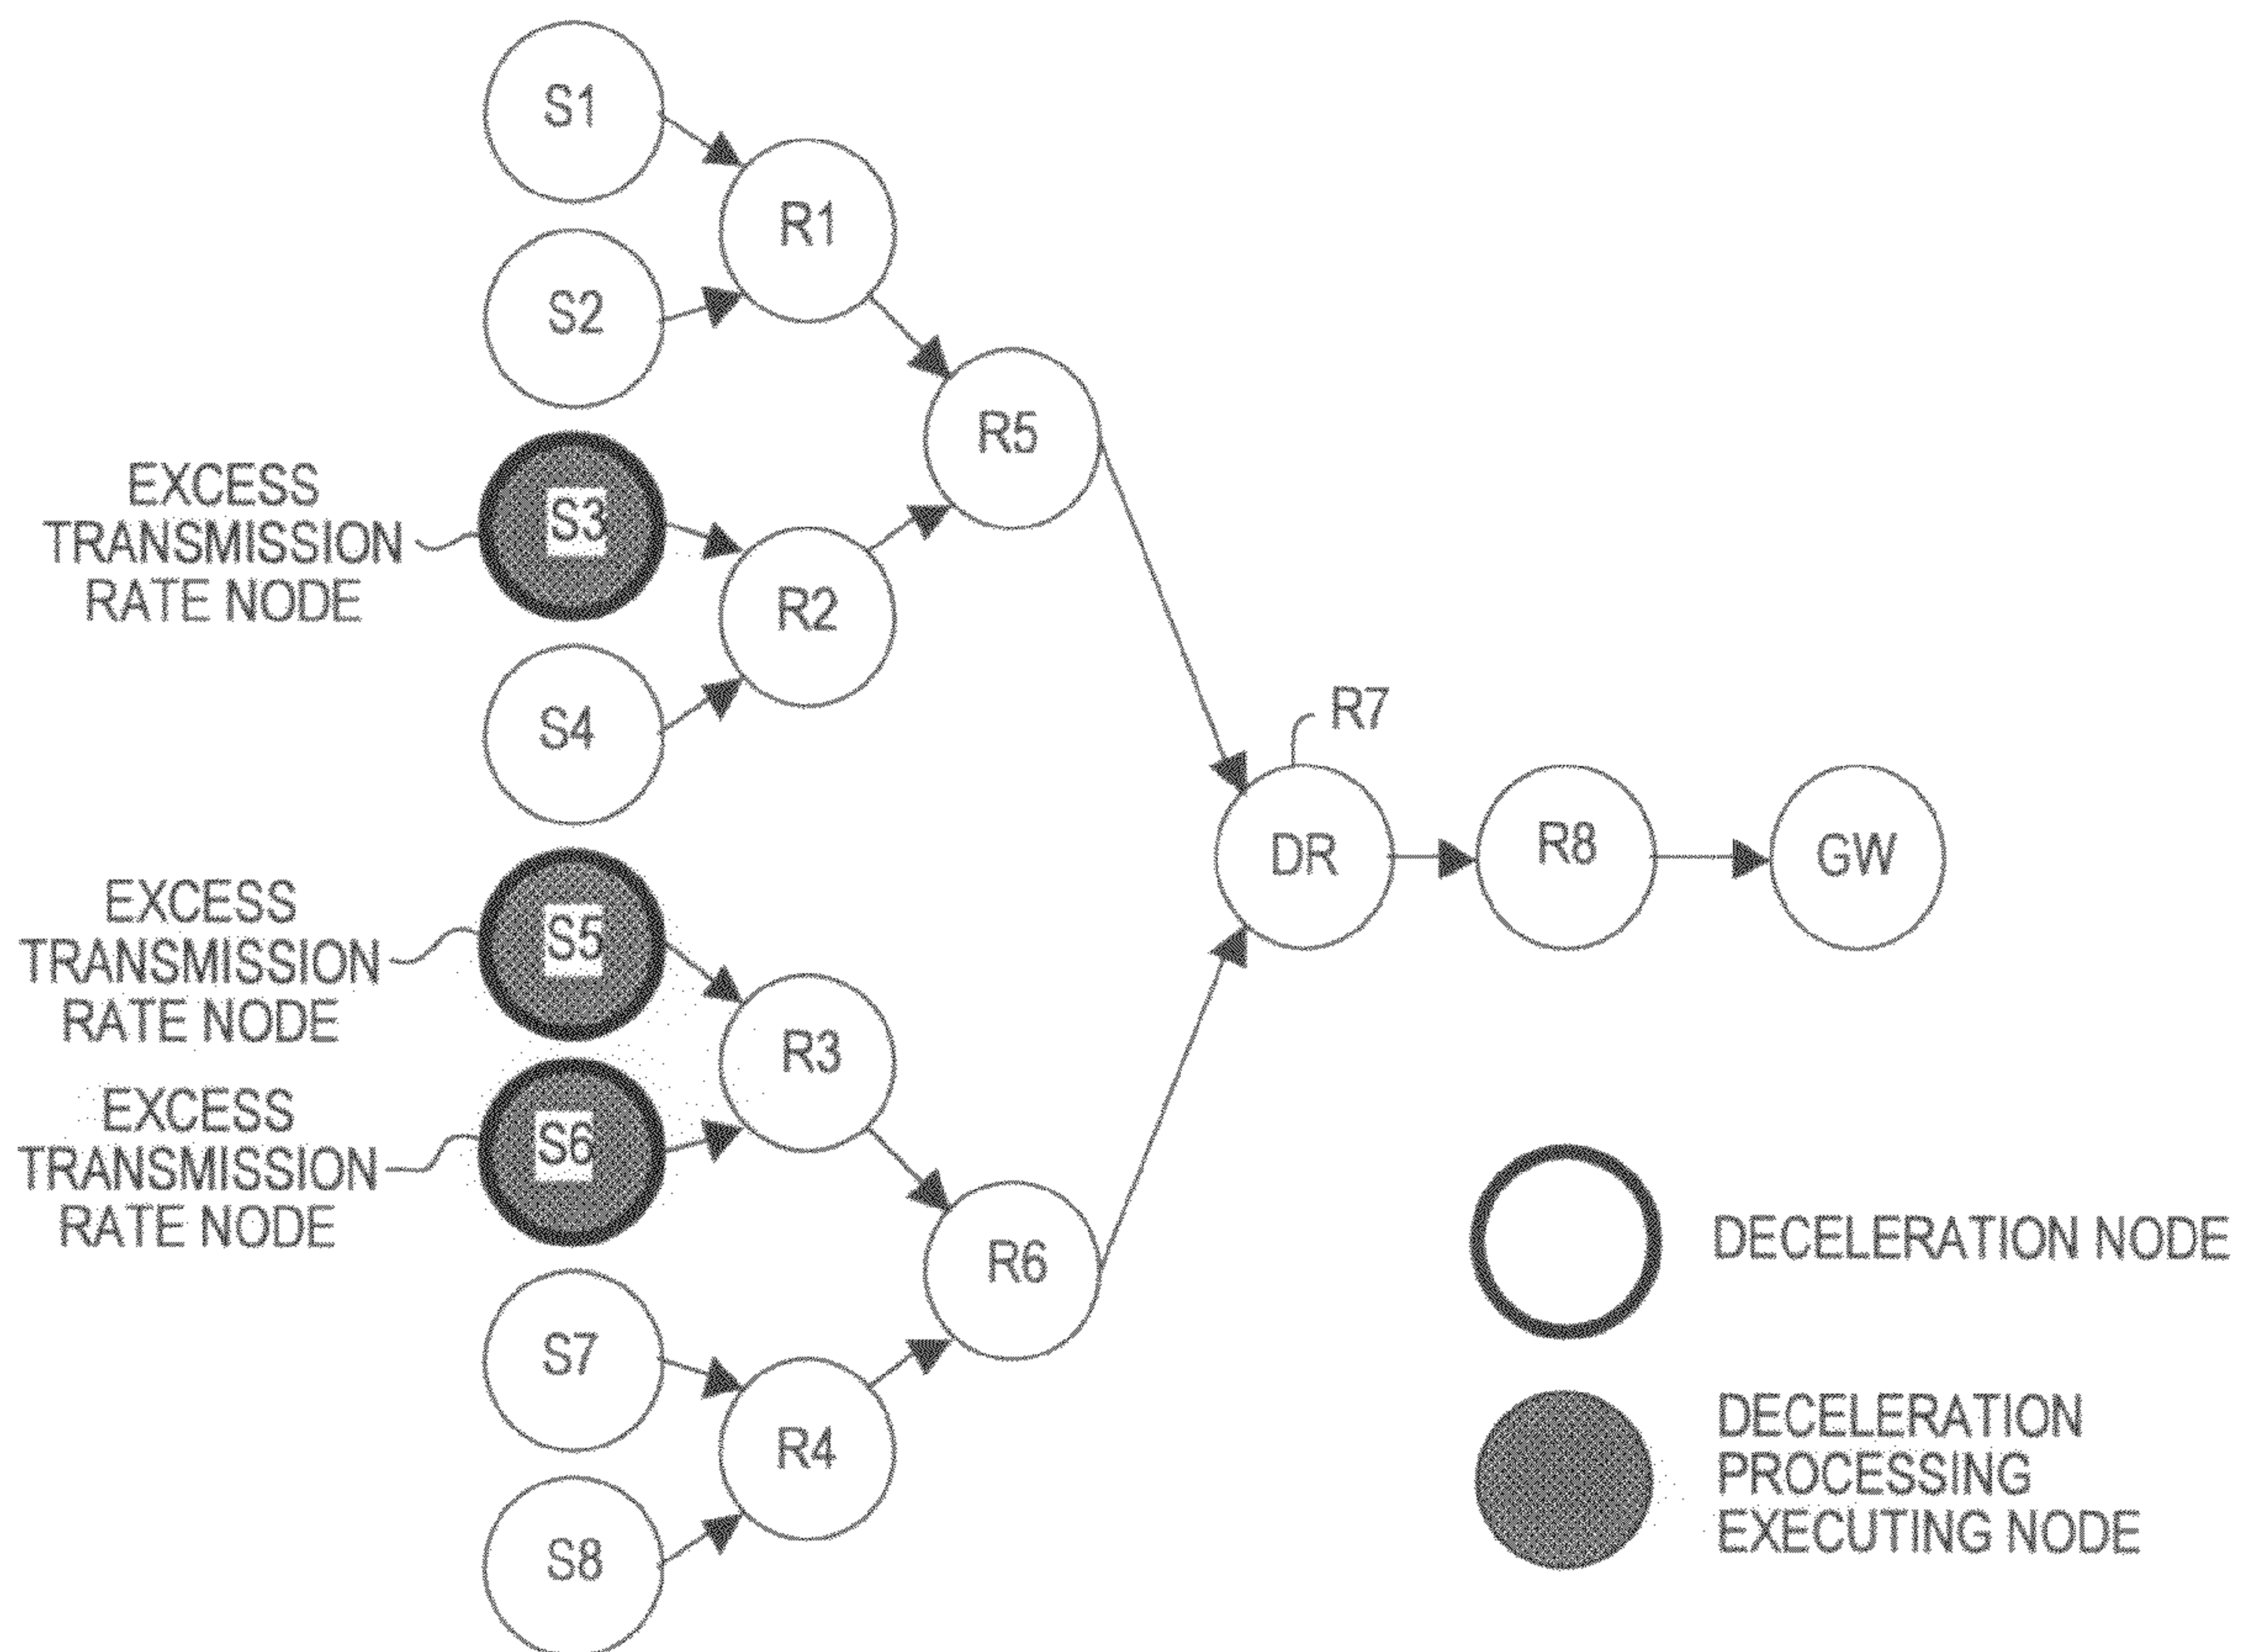 S1
R1
S2
R5
EXCESS
TRANSMISSION
RATE NODE
S3
R2
S4
R7
DR
R8
GW
EXCESS
TRANSMISSION
RATE NODE
S5
R3
EXCESS
TRANSMISSION
RATE NODE
S6
R6
DECELERATION NODE
S7
R4
S8
DECELERATION
PROCESSING
EXECUTING NODE